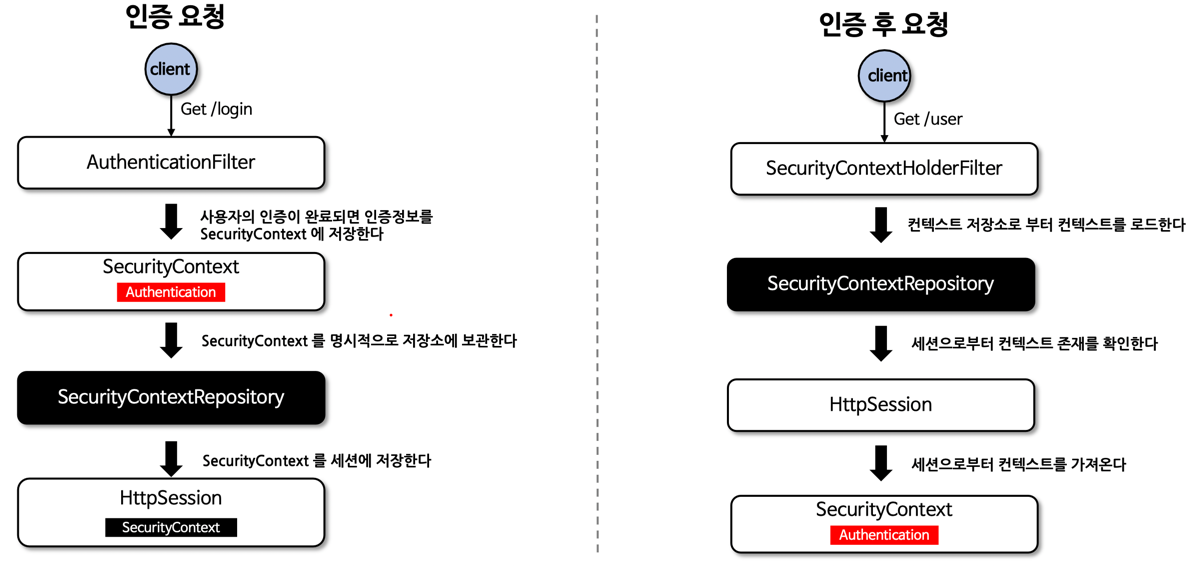 인증 요청
client
Get /login
AuthenticationFilter
사용자의 인증이 완료되면 인증정보를
SecurityContext 에 저장한다
SecurityContext
Authentication
SecurityContext 를 명시적으로 저장소에 보관한다
SecurityContextRepository
SecurityContext 를 세션에 저장한다
HttpSession
SecurityContext
인증 후 요청
client
Get /user
SecurityContextHolderFilter
컨텍스트 저장소로 부터 컨텍스트를 로드한다
SecurityContextRepository
세션으로부터 컨텍스트 존재를 확인한다
HttpSession
세션으로부터 컨텍스트를 가져온다
SecurityContext
Authentication